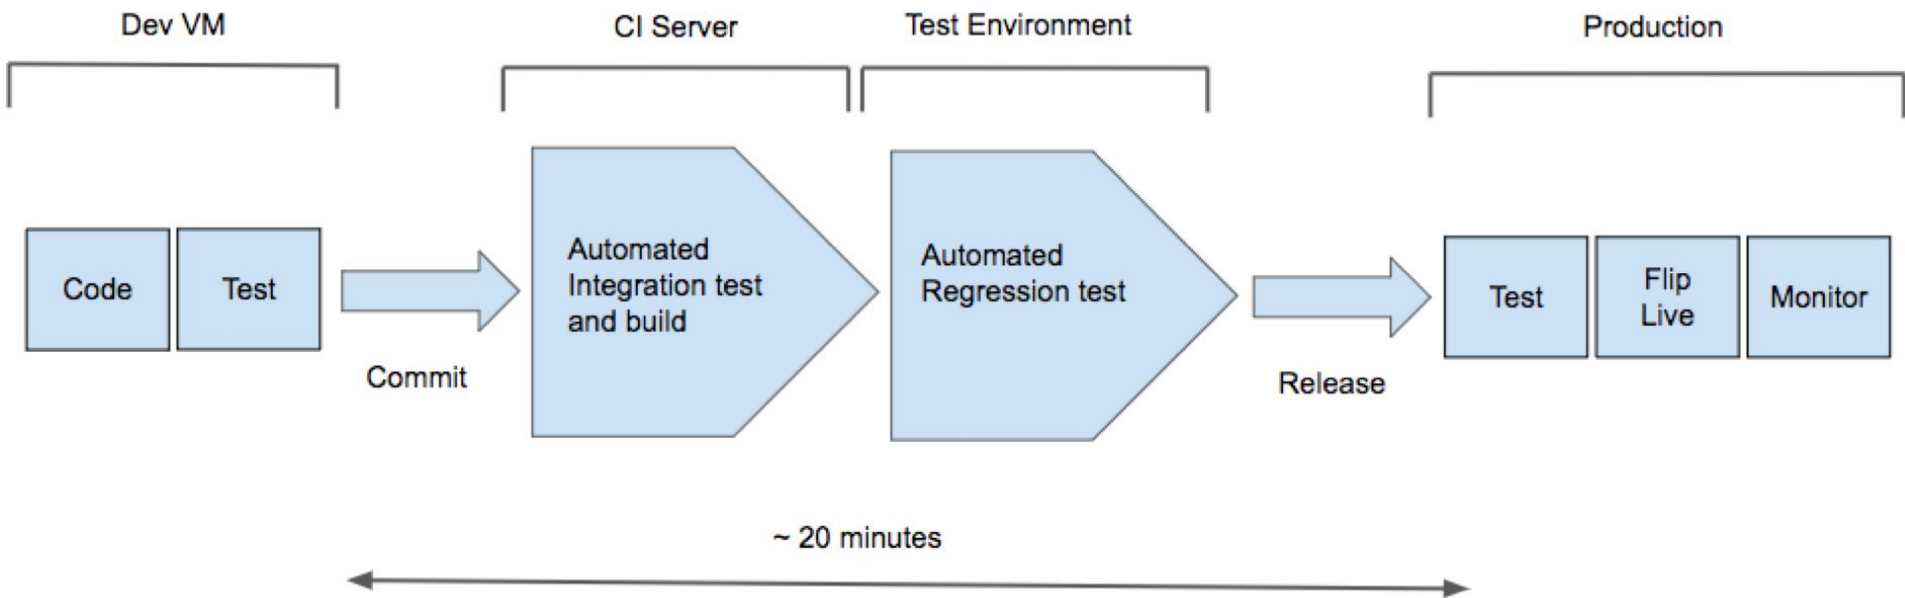 Dev VM
CI Server
Test Environment
Production
Code
Test
Commit
Automated
Integration test
and build
Automated
Regression test
Release
Test
Flip
Live
Monitor
~ 20 minutes